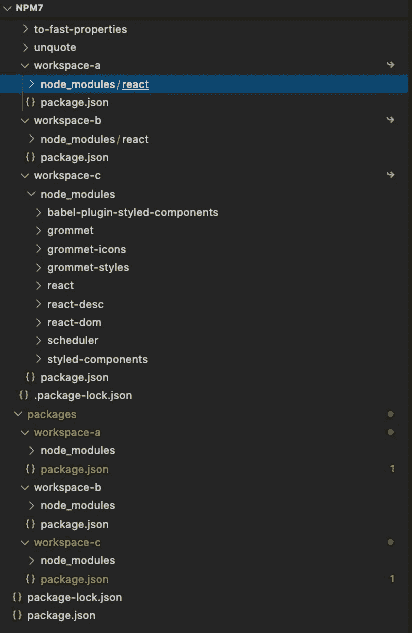 NPM7
to-fast-properties
unquote
workspace-a
node_modules/react
package.json
workspace-b
node_modules/react
package.json
workspace-c
node_modules
babel-plugin-styled-components
grommet
grommet-icons
grommet-styles
react
react-desc
react-dom
scheduler
styled-components
package.json
.package-lock.json
packages
workspace-a
node_modules
package.json 1
workspace-b
node_modules
package.json
workspace-c
node_modules
package.json 1
package-lock.json
package.json